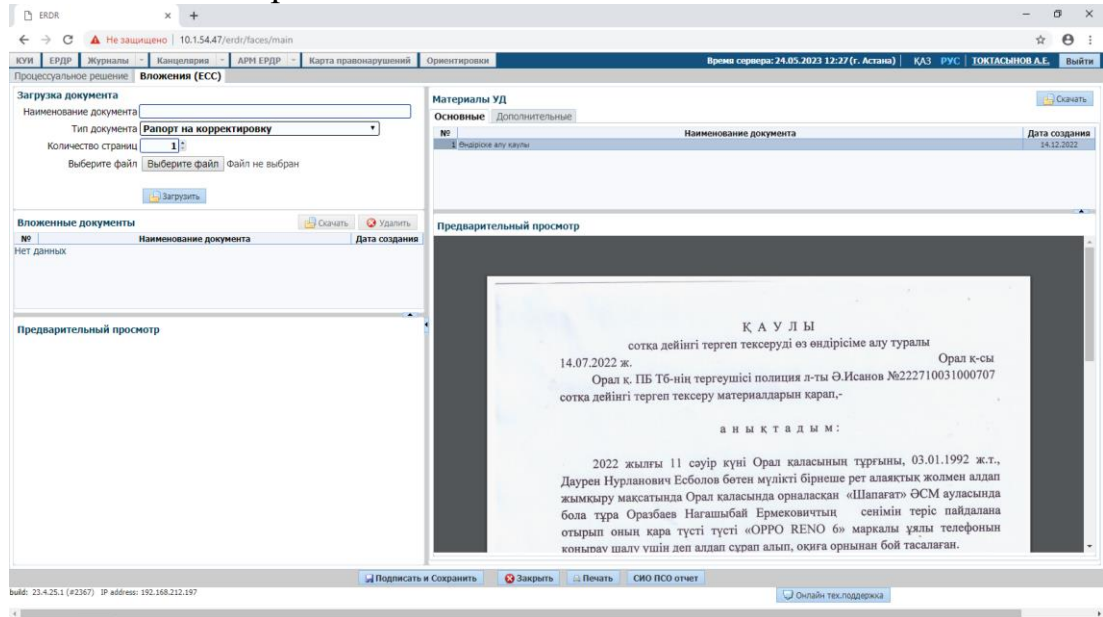 ERDR
Не защищено | 10.1.54.47/erdr/faces/main
КУИ ЕРДР Журналы Канцелярия АРМ ЕРДР Карта правонарушений Ориентировки Время сервера: 24.05.2023 12:27 (г. Астана) ҚАЗ РУС ТОКТАСЫНОВ А.Е. Выйти
Процессуальное решение Вложения (ECC)
Загрузка документа
Наименование документа
Тип документа Рапорт на корректировку
Количество страниц 1
Выберите файл Выберите файл Файл не выбран
Загрузить
Вложенные документы Скачать Удалить
№ Наименование документа Дата создания
Нет данных
Предварительный просмотр
Материалы УД Скачать
Основные Дополнительные
№ Наименование документа Дата создания
1 Өндіріске алу қаулы 14.12.2022
Предварительный просмотр
Қ А У Л Ы
сотқа дейінгі тергеп тексеруді өз өндірісіме алу туралы
14.07.2022 ж. Орал қ-сы
Орал қ. ПБ ТБ-нің тергеушісі полиция л-ты Ә.Исанов №222710031000707
сотқа дейінгі тергеп тексеру материалдарын қарап,-
а н ы қ т а д ы м :
2022 жылғы 11 сәуір күні Орал қаласының тұрғыны, 03.01.1992 ж.т.,
Даурен Нурланович Есболов бөтен мүлікті бірнеше рет алаяқтық жолмен алдап
жымқыру мақсатында Орал қаласында орналасқан «Шапағат» ӘСМ ауласында
бола тұра Оразбаев Нагашыбай Ермековичтың сенімін теріс пайдалана
отырып оның қара түсті түсті «OPPO RENO 6» маркалы ұялы телефонын
қоңырау шалу үшін деп алдап сұрап алып, оқиға орнынан бой тасалаған.
Подписать и Сохранить Закрыть Печать СИО ПСО отчет
build: 23.4.25.1 (#2367) IP address: 192.168.212.197
Онлайн тех.поддержка